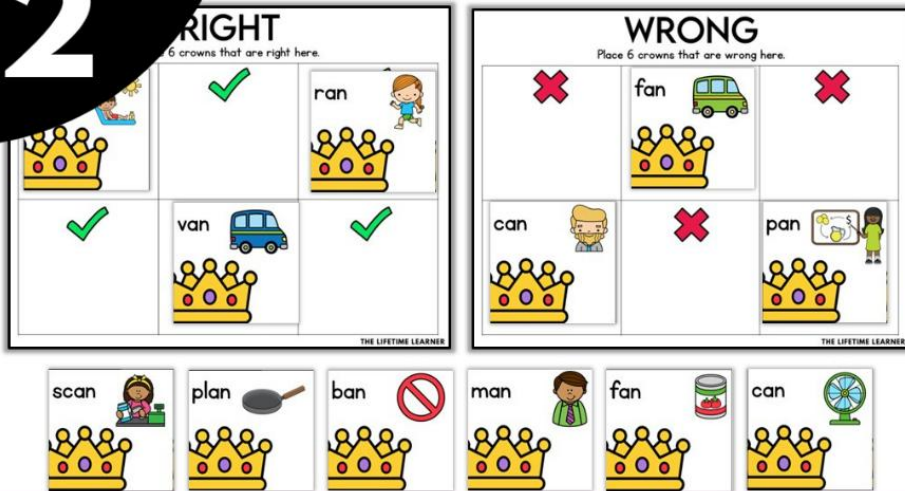 2
RIGHT
6 crowns that are right here.
ran
van
THE LIFETIME LEARNER
WRONG
Place 6 crowns that are wrong here.
fan
can
pan
$
THE LIFETIME LEARNER
scan
plan
ban
man
fan
can